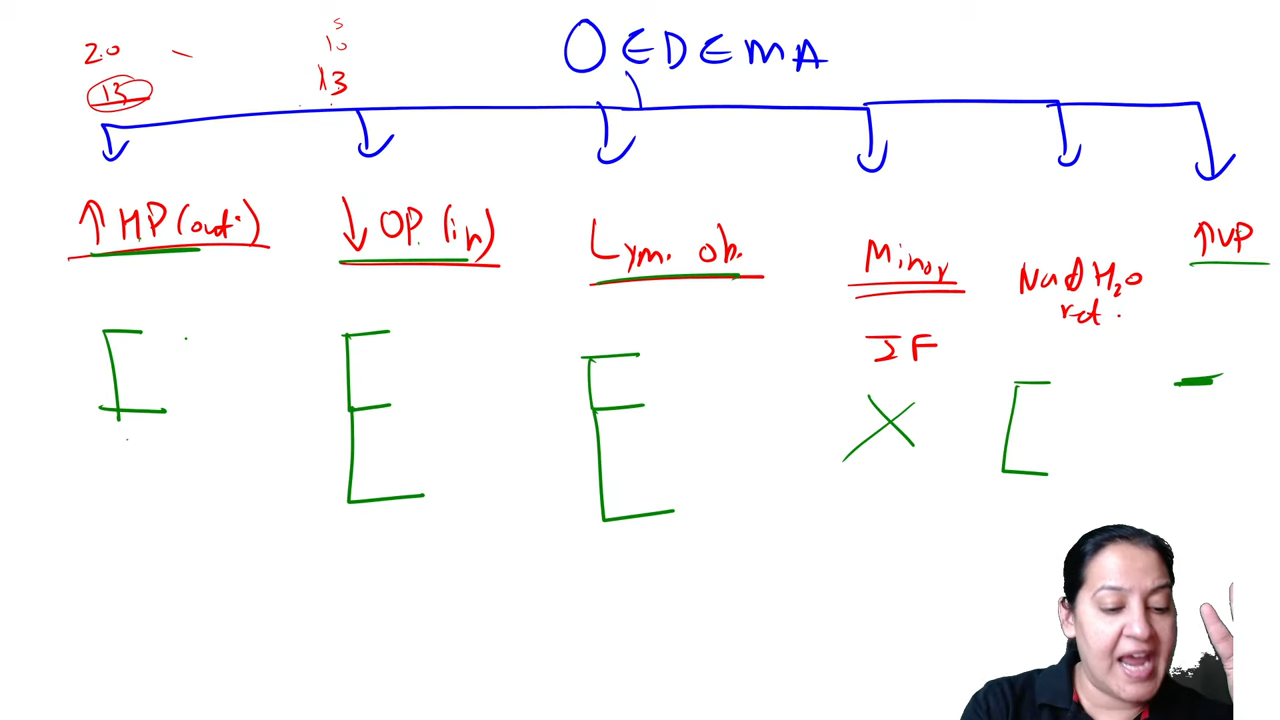 OEDEMA
20
13
5
10
13
↑ HP (out)
↓ OP (in)
Lym. ob.
Minor
IF
Na⊕ H₂O
ret.
↑VP